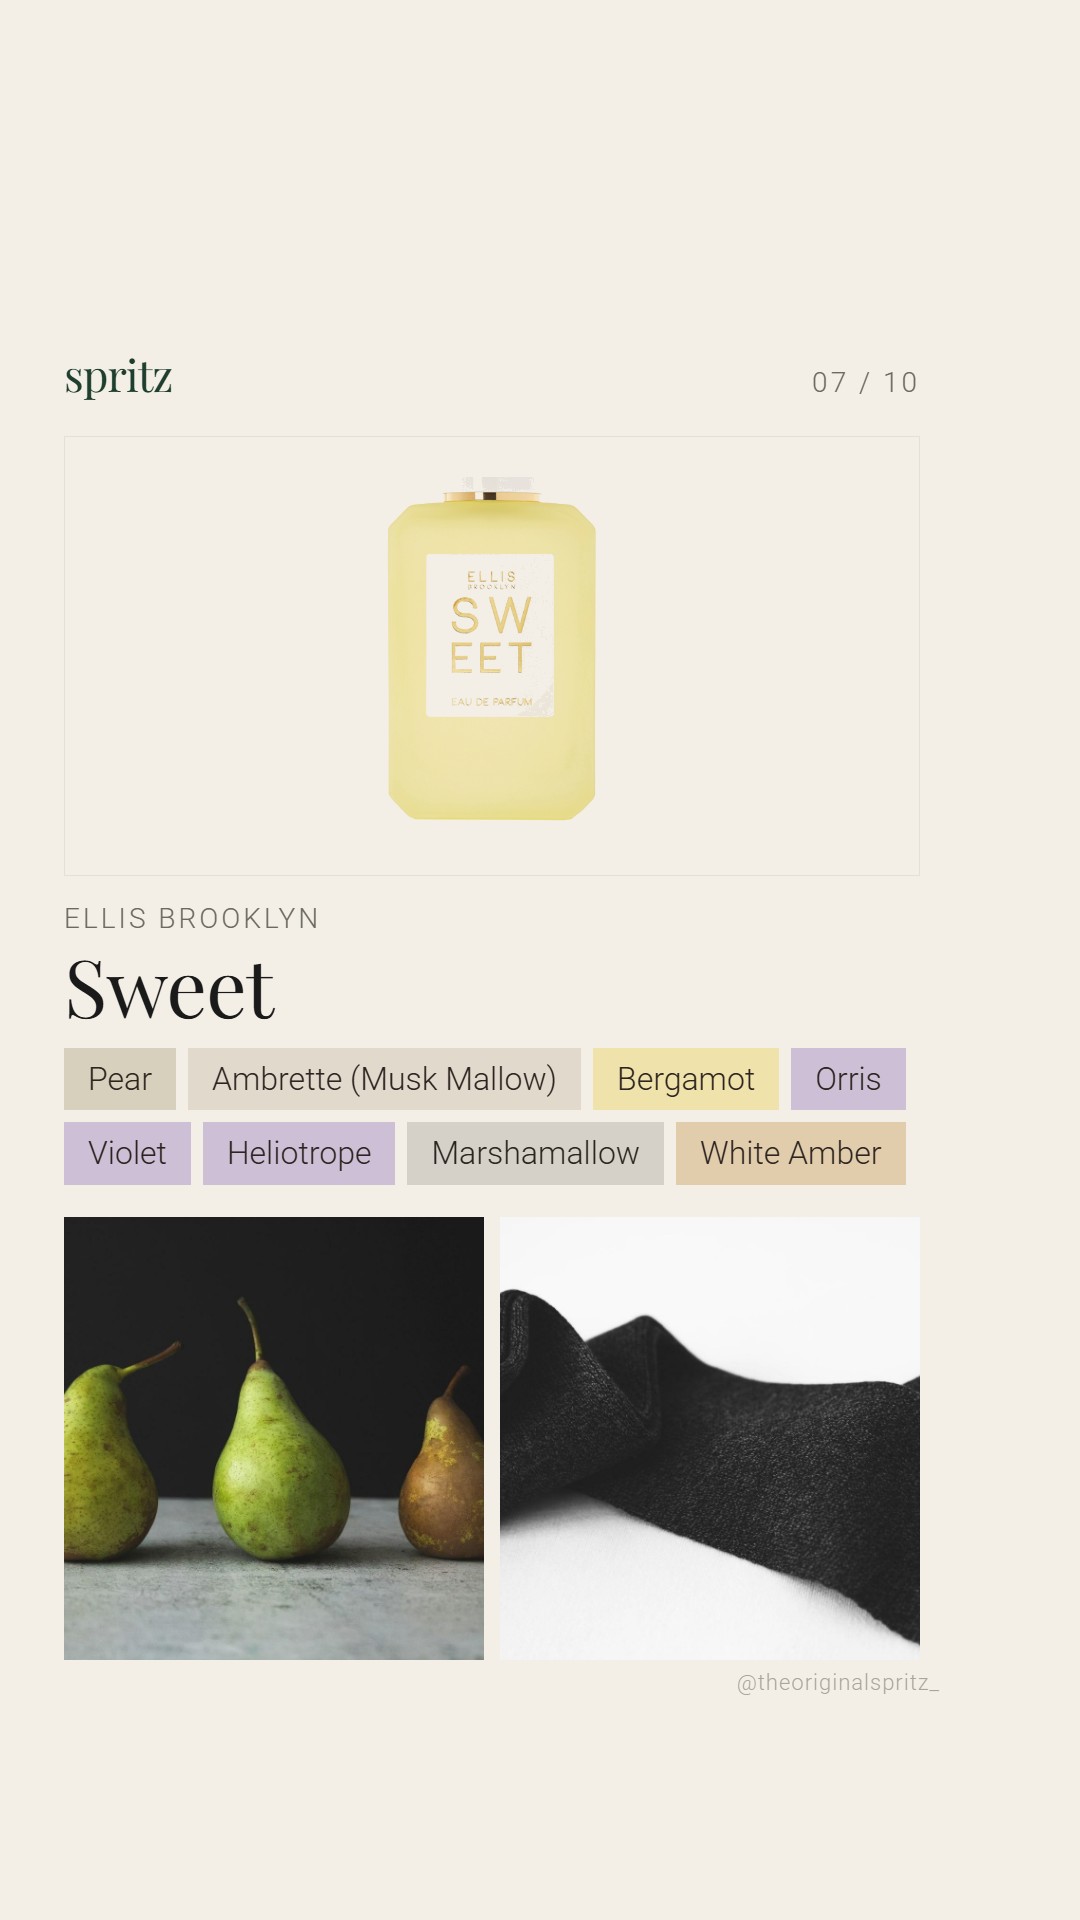 spritz
07 / 10
ELLIS
BROOKLYN
SW
EET
EAU DE PARFUM
ELLIS BROOKLYN
Sweet
Pear Ambrette (Musk Mallow) Bergamot Orris
Violet Heliotrope Marshamallow White Amber
@theoriginalspritz_